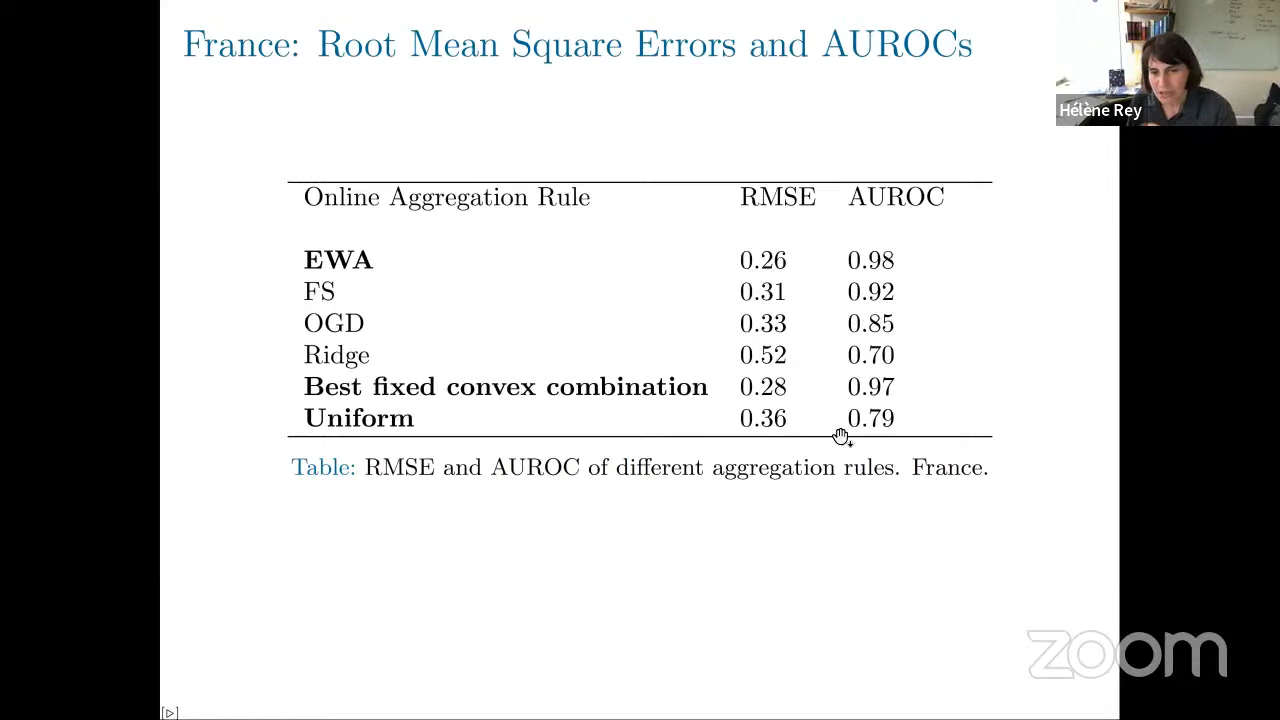 France: Root Mean Square Errors and AUROCs
Hélène Rey
Online Aggregation Rule RMSE AUROC
EWA 0.26 0.98
FS 0.31 0.92
OGD 0.33 0.85
Ridge 0.52 0.70
Best fixed convex combination 0.28 0.97
Uniform 0.36 0.79
Table: RMSE and AUROC of different aggregation rules. France.
zoom